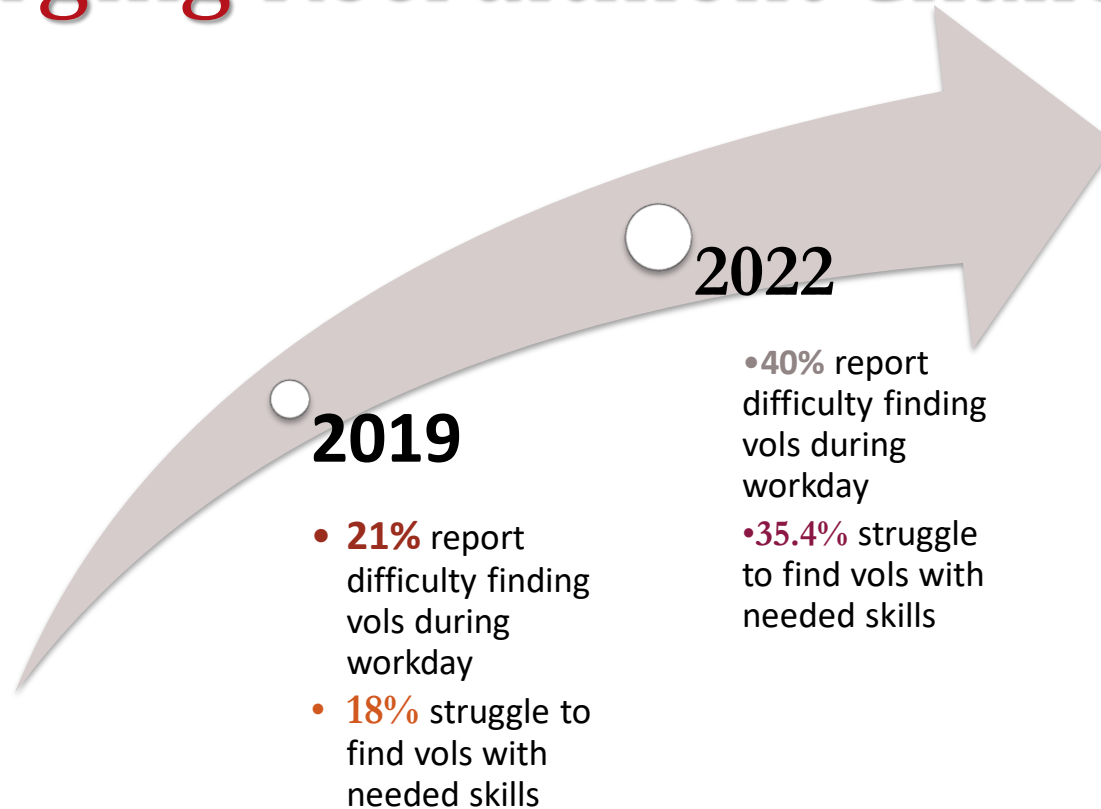 2022
•40% report
difficulty finding
vols during
workday
•35.4% struggle
to find vols with
needed skills
2019
• 21% report
difficulty finding
vols during
workday
• 18% struggle to
find vols with
needed skills